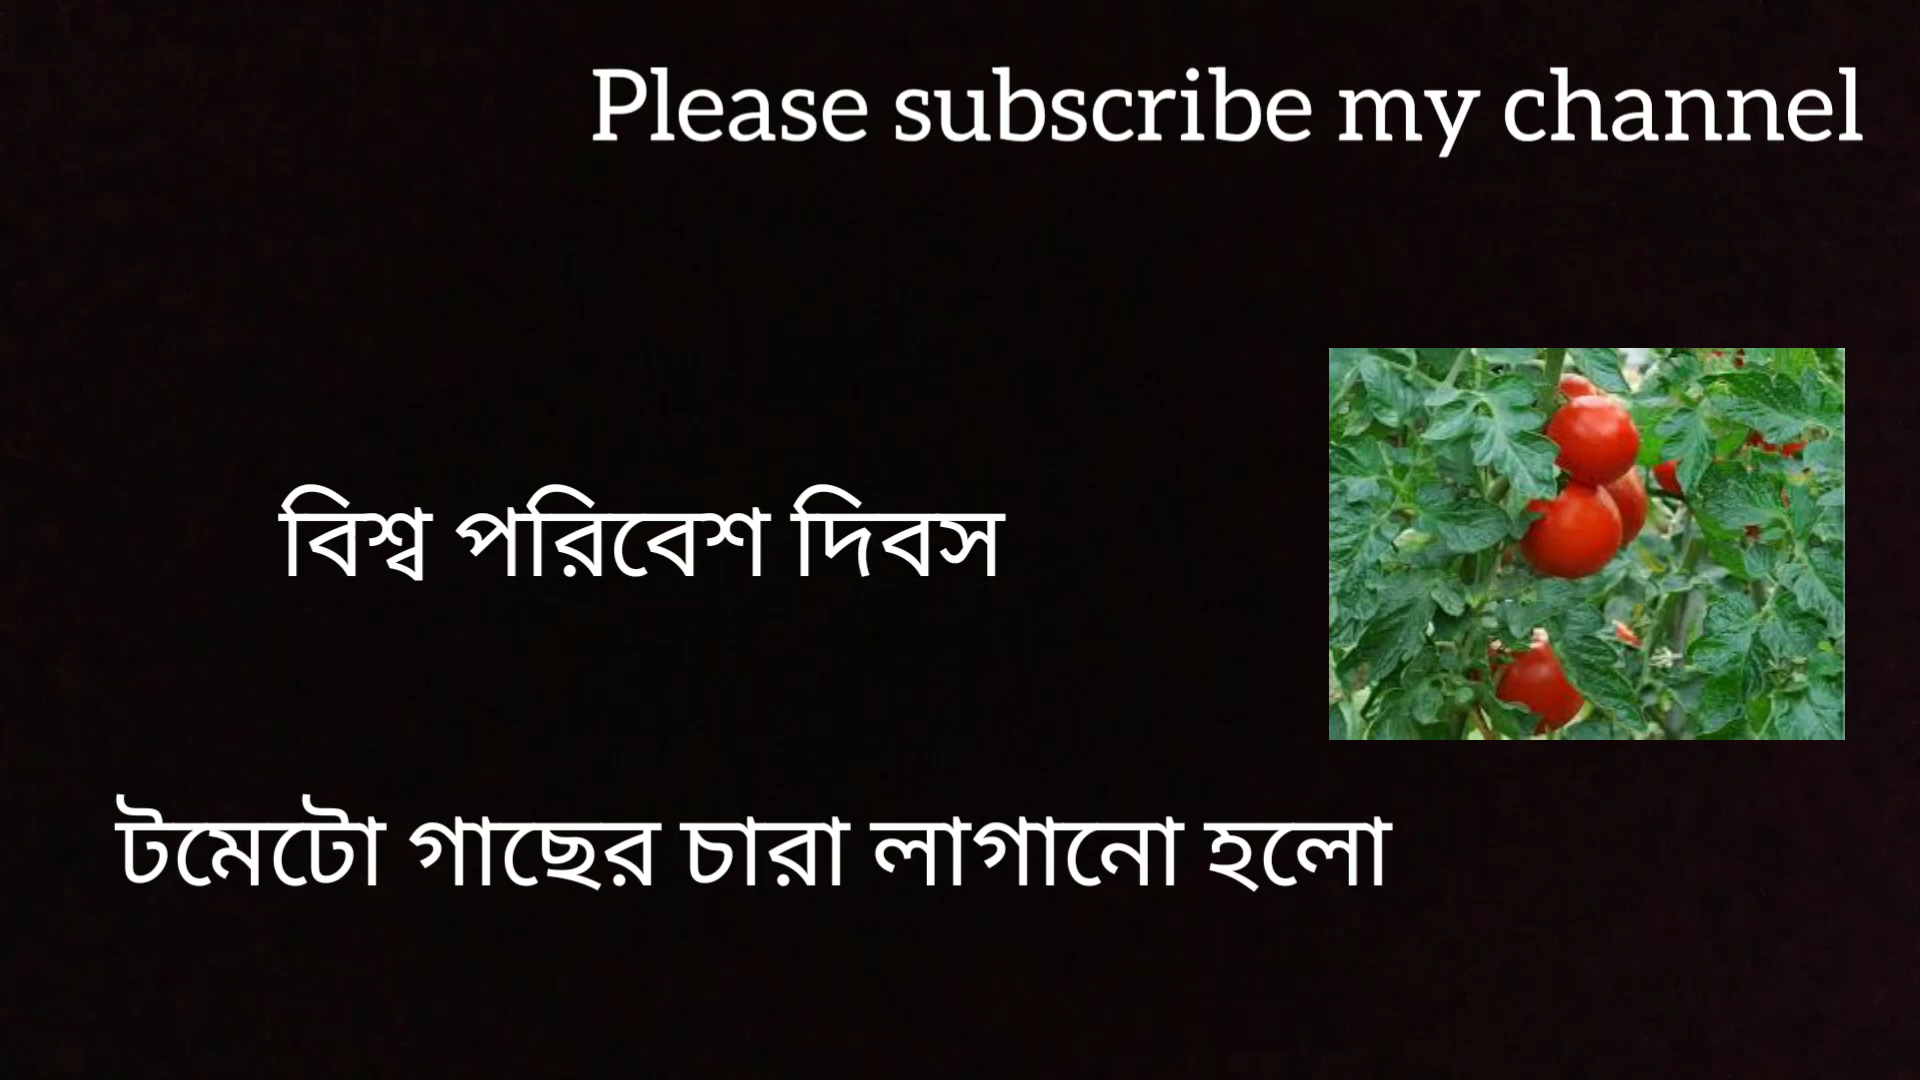 Please subscribe my channel
বিশ্ব পরিবেশ দিবস
টমেটো গাছের চারা লাগানো হলো